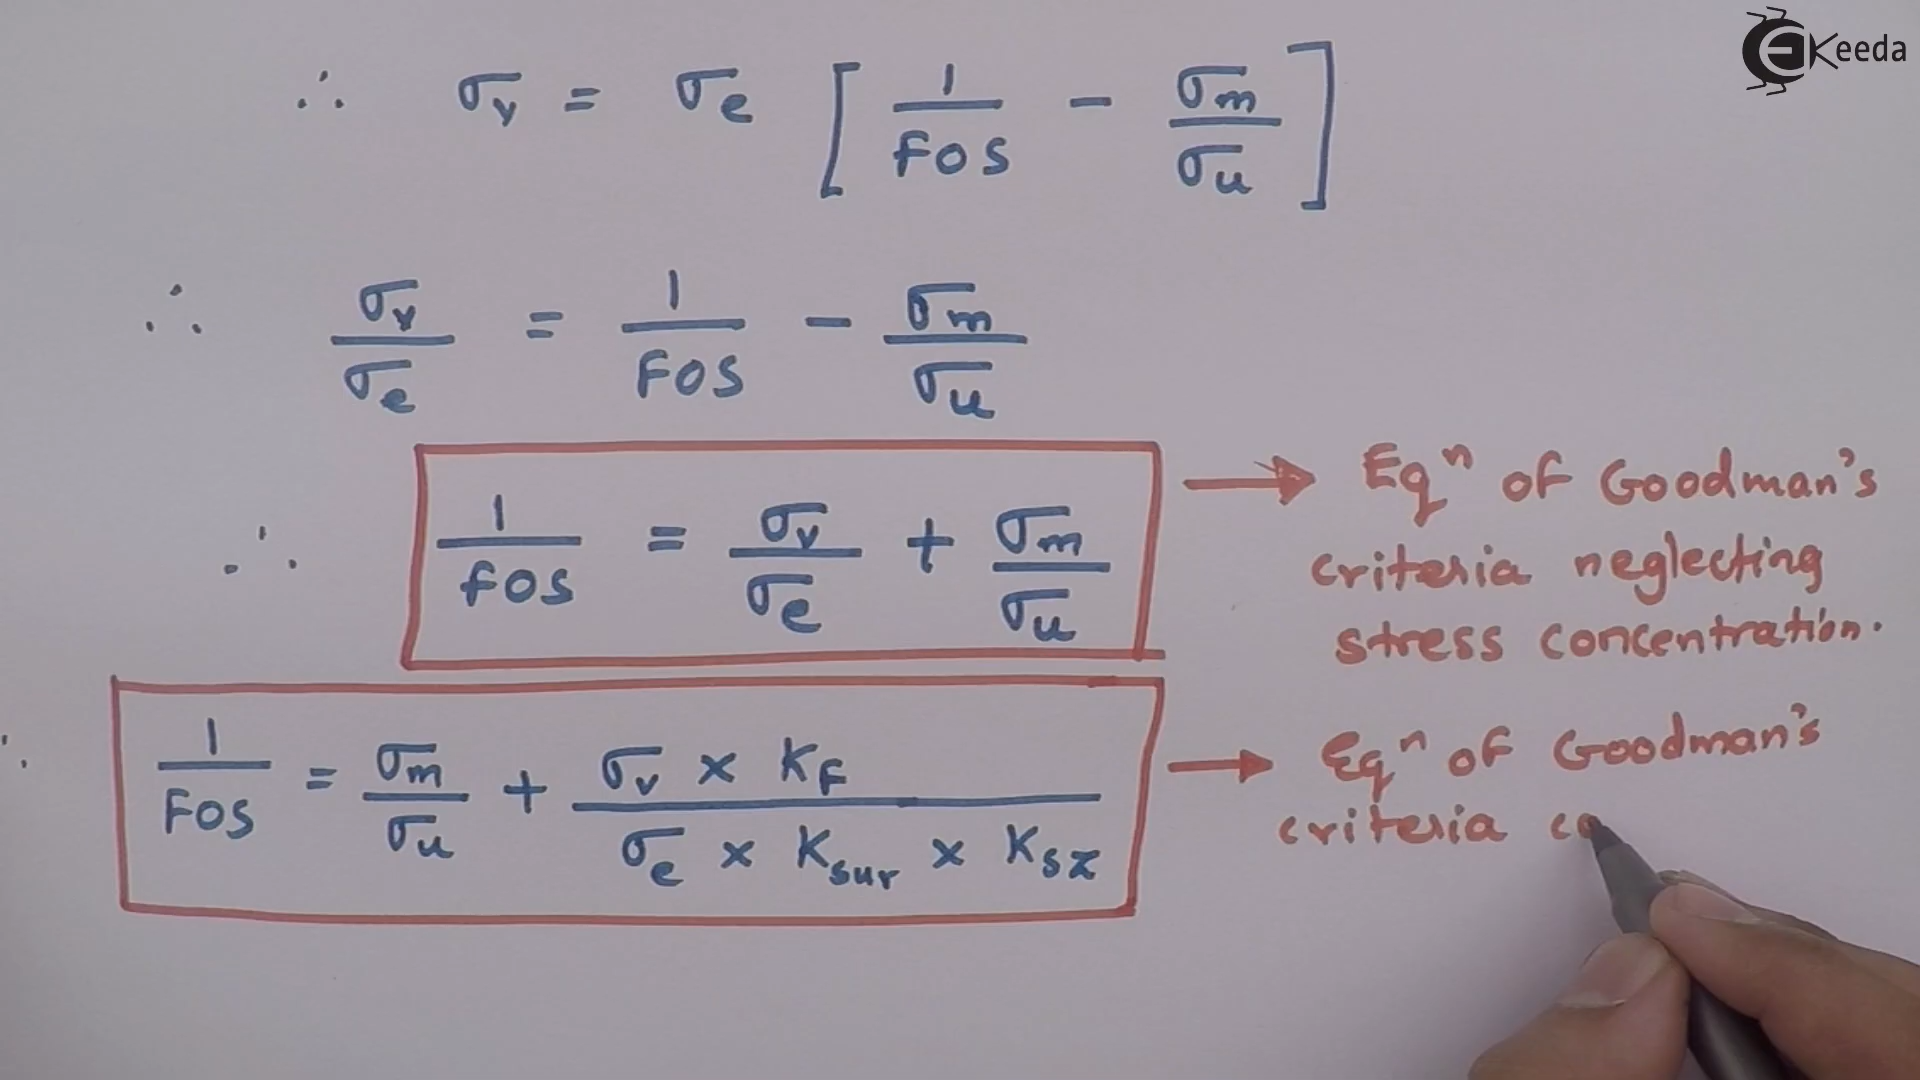 EKeeda
∴ σv = σe [ 1/FOS - σm/σu ]
∴ σv/σe = 1/FOS - σm/σu
∴ 1/FOS = σv/σe + σm/σu
→ Eqⁿ of Goodman's
criteria neglecting
stress concentration.
∴ 1/FOS = σm/σu + σv × KF / σe × Ksur × Ksz
→ Eqⁿ of Goodman's
criteria co